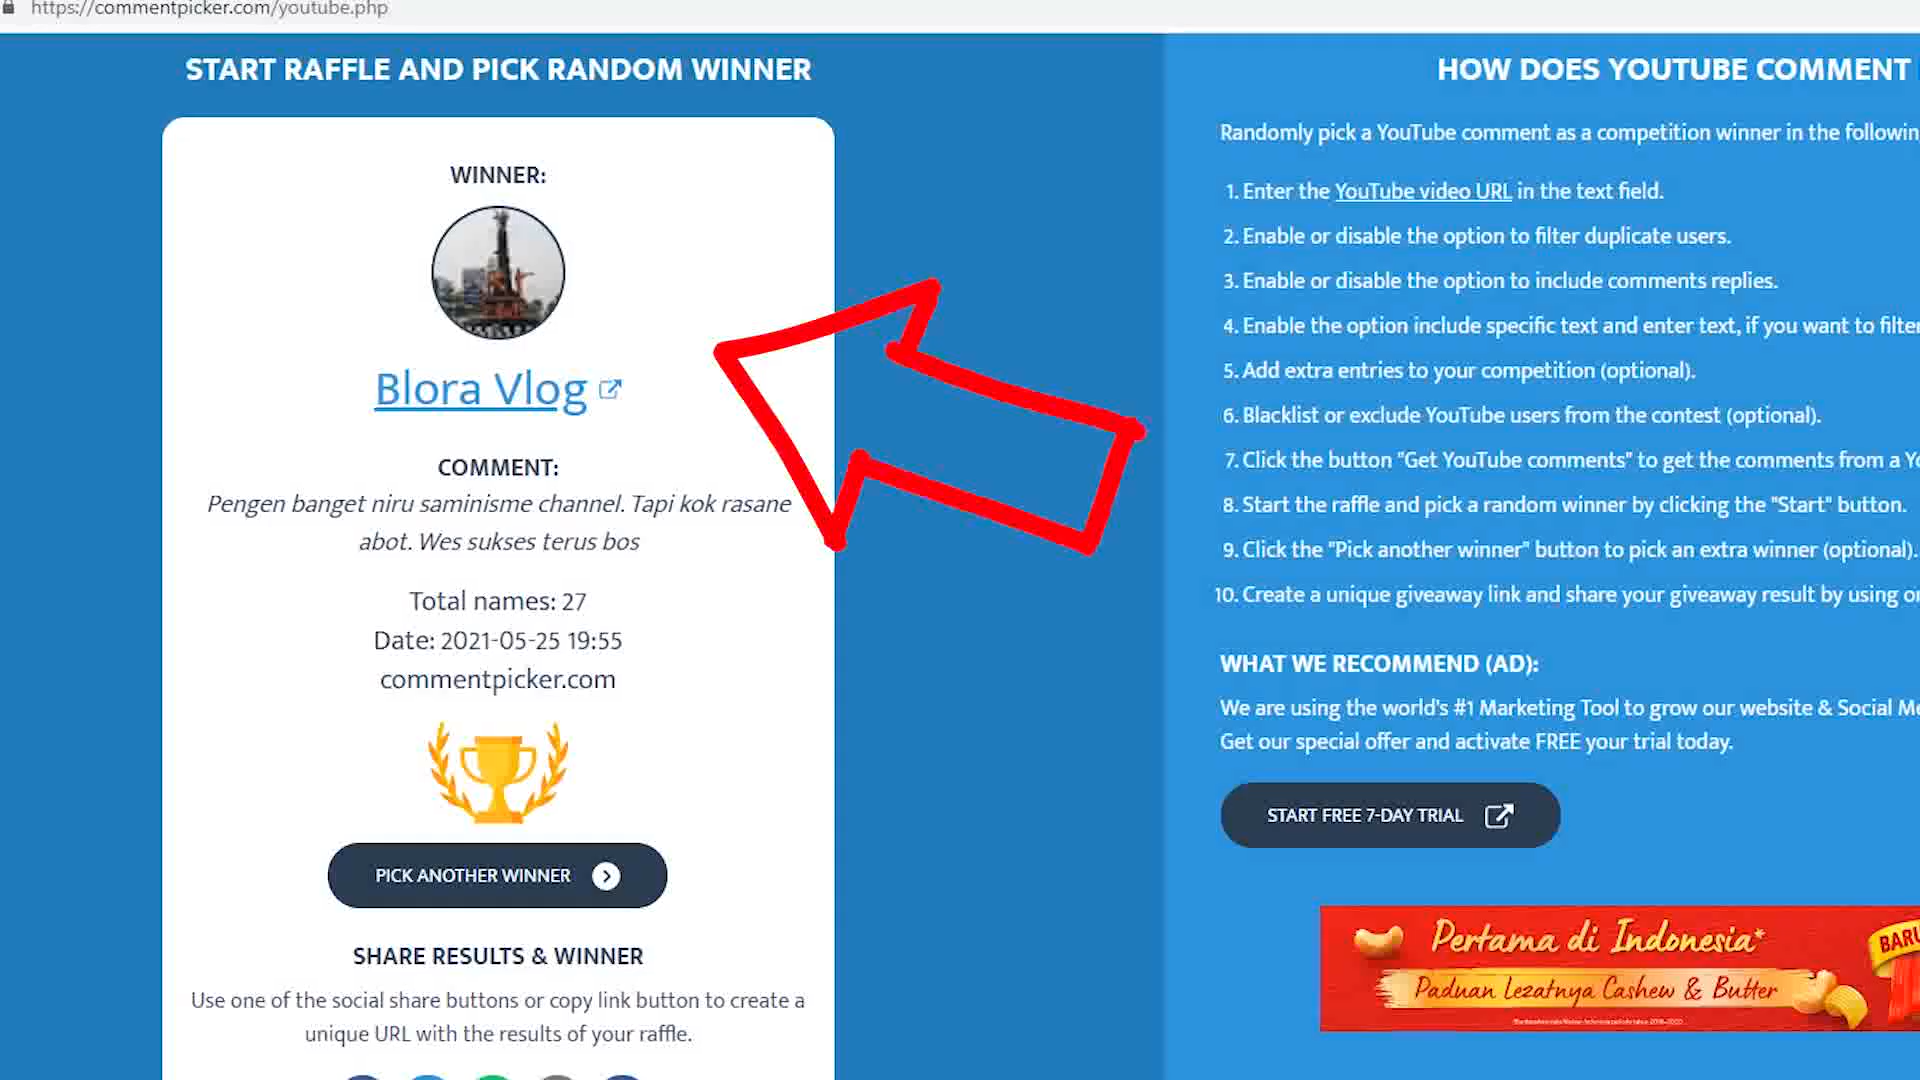 https://commentpicker.com/youtube.php
START RAFFLE AND PICK RANDOM WINNER
WINNER:
Blora Vlog
COMMENT:
Pengen banget niru saminisme channel. Tapi kok rasane
abot. Wes sukses terus bos
Total names: 27
Date: 2021-05-25 19:55
commentpicker.com
PICK ANOTHER WINNER
SHARE RESULTS & WINNER
Use one of the social share buttons or copy link button to create a
unique URL with the results of your raffle.
HOW DOES YOUTUBE COMMENT
Randomly pick a YouTube comment as a competition winner in the followin
1. Enter the YouTube video URL in the text field.
2. Enable or disable the option to filter duplicate users.
3. Enable or disable the option to include comments replies.
4. Enable the option include specific text and enter text, if you want to filter
5. Add extra entries to your competition (optional).
6. Blacklist or exclude YouTube users from the contest (optional).
7. Click the button "Get YouTube comments" to get the comments from a Yo
8. Start the raffle and pick a random winner by clicking the "Start" button.
9. Click the "Pick another winner" button to pick an extra winner (optional).
10. Create a unique giveaway link and share your giveaway result by using o
WHAT WE RECOMMEND (AD):
We are using the world's #1 Marketing Tool to grow our website & Social Me
Get our special offer and activate FREE your trial today.
START FREE 7-DAY TRIAL
Pertama di Indonesia*
Paduan Lezatnya Cashew & Butter
BARU